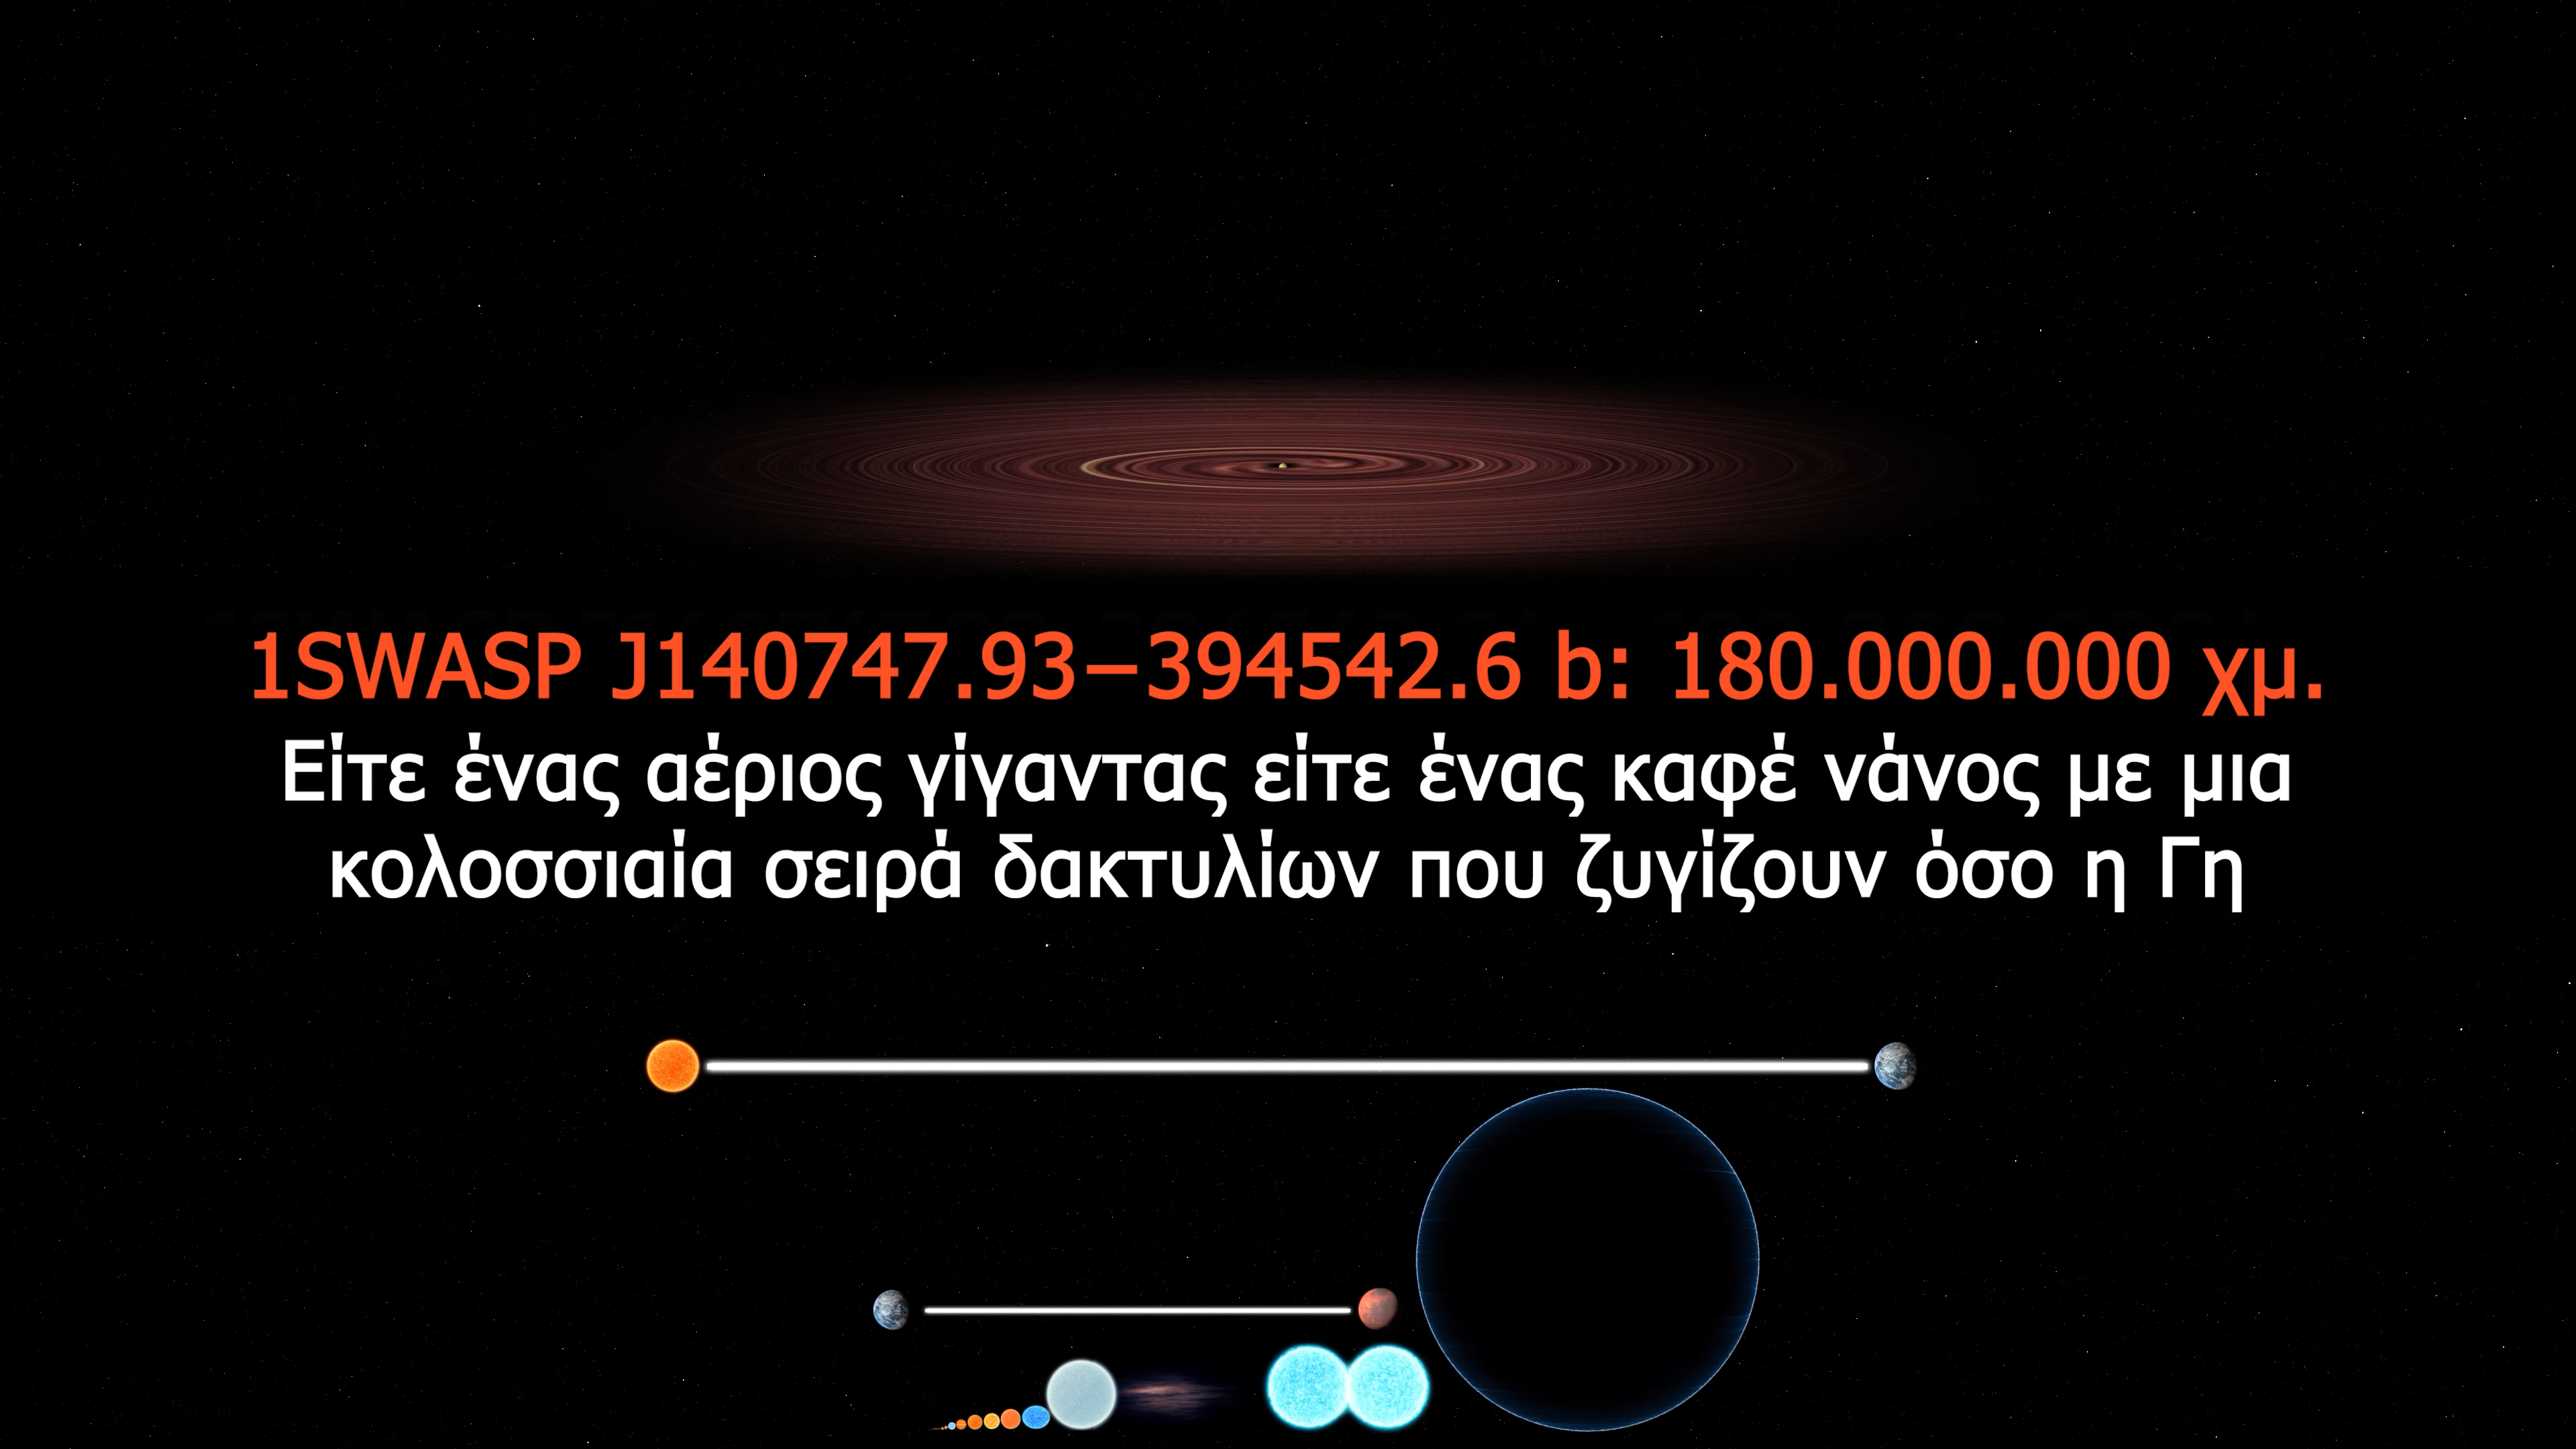 1SWASP J140747.93−394542.6 b: 180.000.000 χμ.
Είτε ένας αέριος γίγαντας είτε ένας καφέ νάνος με μια
κολοσσιαία σειρά δακτυλίων που ζυγίζουν όσο η Γη